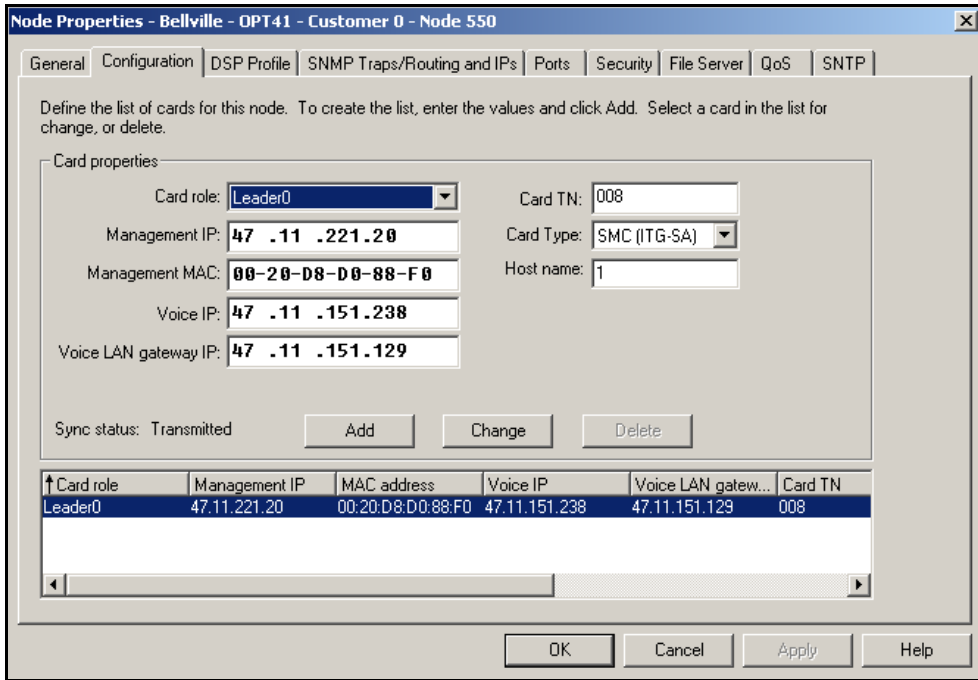 Node Properties - Bellville - OPT41 - Customer 0 - Node 550
General Configuration DSP Profile SNMP Traps/Routing and IPs Ports Security File Server QoS SNTP
Define the list of cards for this node. To create the list, enter the values and click Add. Select a card in the list for
change, or delete.
Card properties
Card role: Leader0 Card TN: 008
Management IP: 47 .11 .221.20 Card Type: SMC (ITG-SA)
Management MAC: 00-20-D8-D0-88-F0 Host name: 1
Voice IP: 47 .11 .151.238
Voice LAN gateway IP: 47 .11 .151.129
Sync status: Transmitted Add Change Delete
Card role Management IP MAC address Voice IP Voice LAN gatew... Card TN
Leader0 47.11.221.20 00:20:D8:D0:88:F0 47.11.151.238 47.11.151.129 008
OK Cancel Apply Help